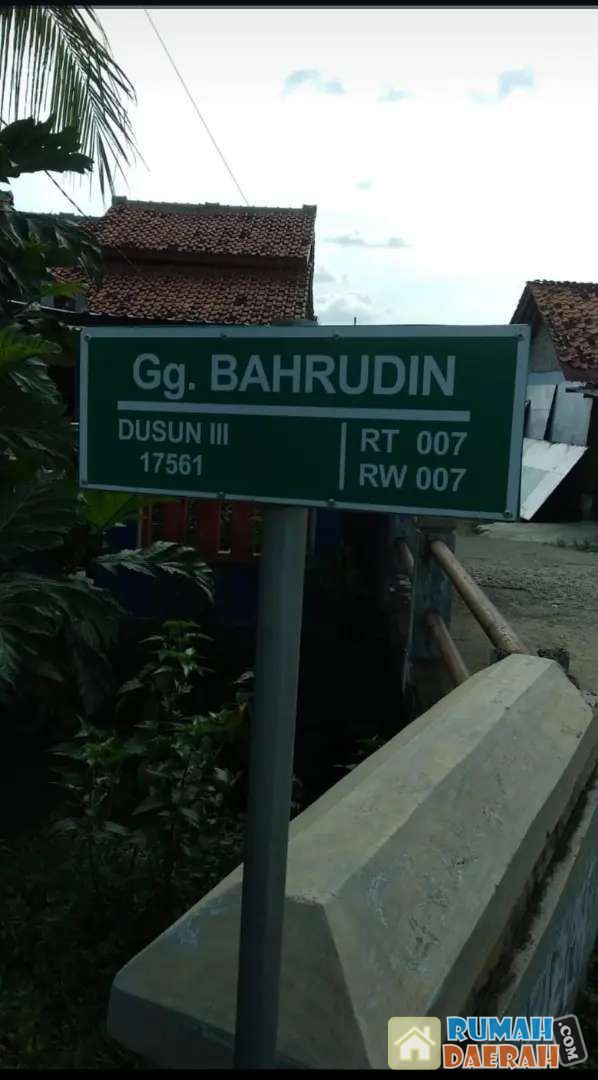 Gg. BAHRUDIN
DUSUN III
17561
RT 007
RW 007
RUMAH
DAERAH.COM